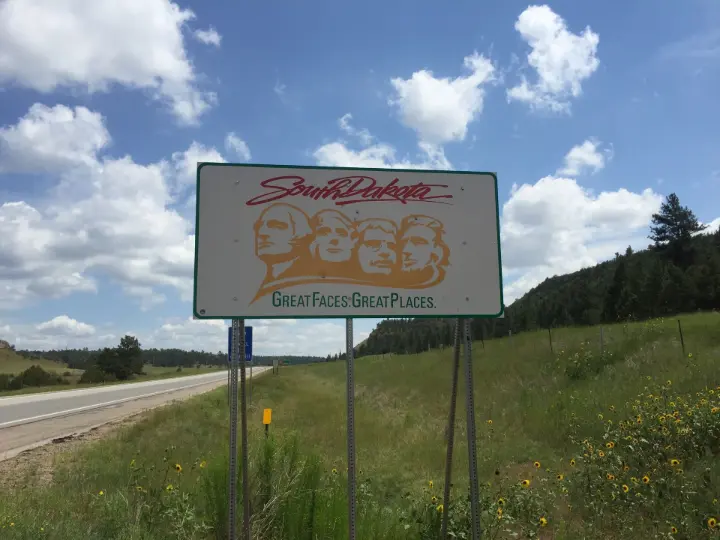 South Dakota
GREAT FACES. GREAT PLACES.